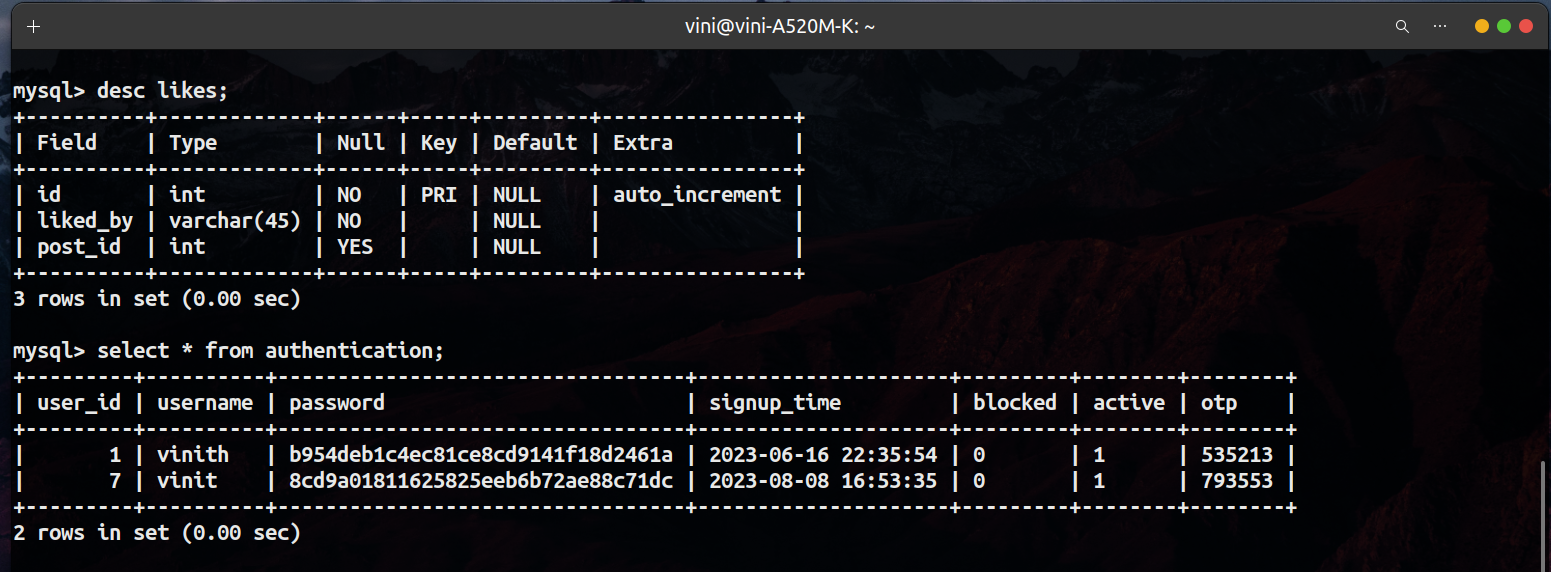 vini@vini-A520M-K: ~
mysql> desc likes;
+----------+-------------+------+-----+---------+----------------+
| Field    | Type        | Null | Key | Default | Extra          |
+----------+-------------+------+-----+---------+----------------+
| id       | int         | NO   | PRI | NULL    | auto_increment |
| liked_by | varchar(45) | NO   |     | NULL    |                |
| post_id  | int         | YES  |     | NULL    |                |
+----------+-------------+------+-----+---------+----------------+
3 rows in set (0.00 sec)
mysql> select * from authentication;
+---------+----------+----------------------------------+---------------------+---------+--------+--------+
| user_id | username | password                         | signup_time         | blocked | active | otp    |
+---------+----------+----------------------------------+---------------------+---------+--------+--------+
|       1 | vinith   | b954deb1c4ec81ce8cd9141f18d2461a | 2023-06-16 22:35:54 | 0       | 1      | 535213 |
|       7 | vinit    | 8cd9a01811625825eeb6b72ae88c71dc | 2023-08-08 16:53:35 | 0       | 1      | 793553 |
+---------+----------+----------------------------------+---------------------+---------+--------+--------+
2 rows in set (0.00 sec)